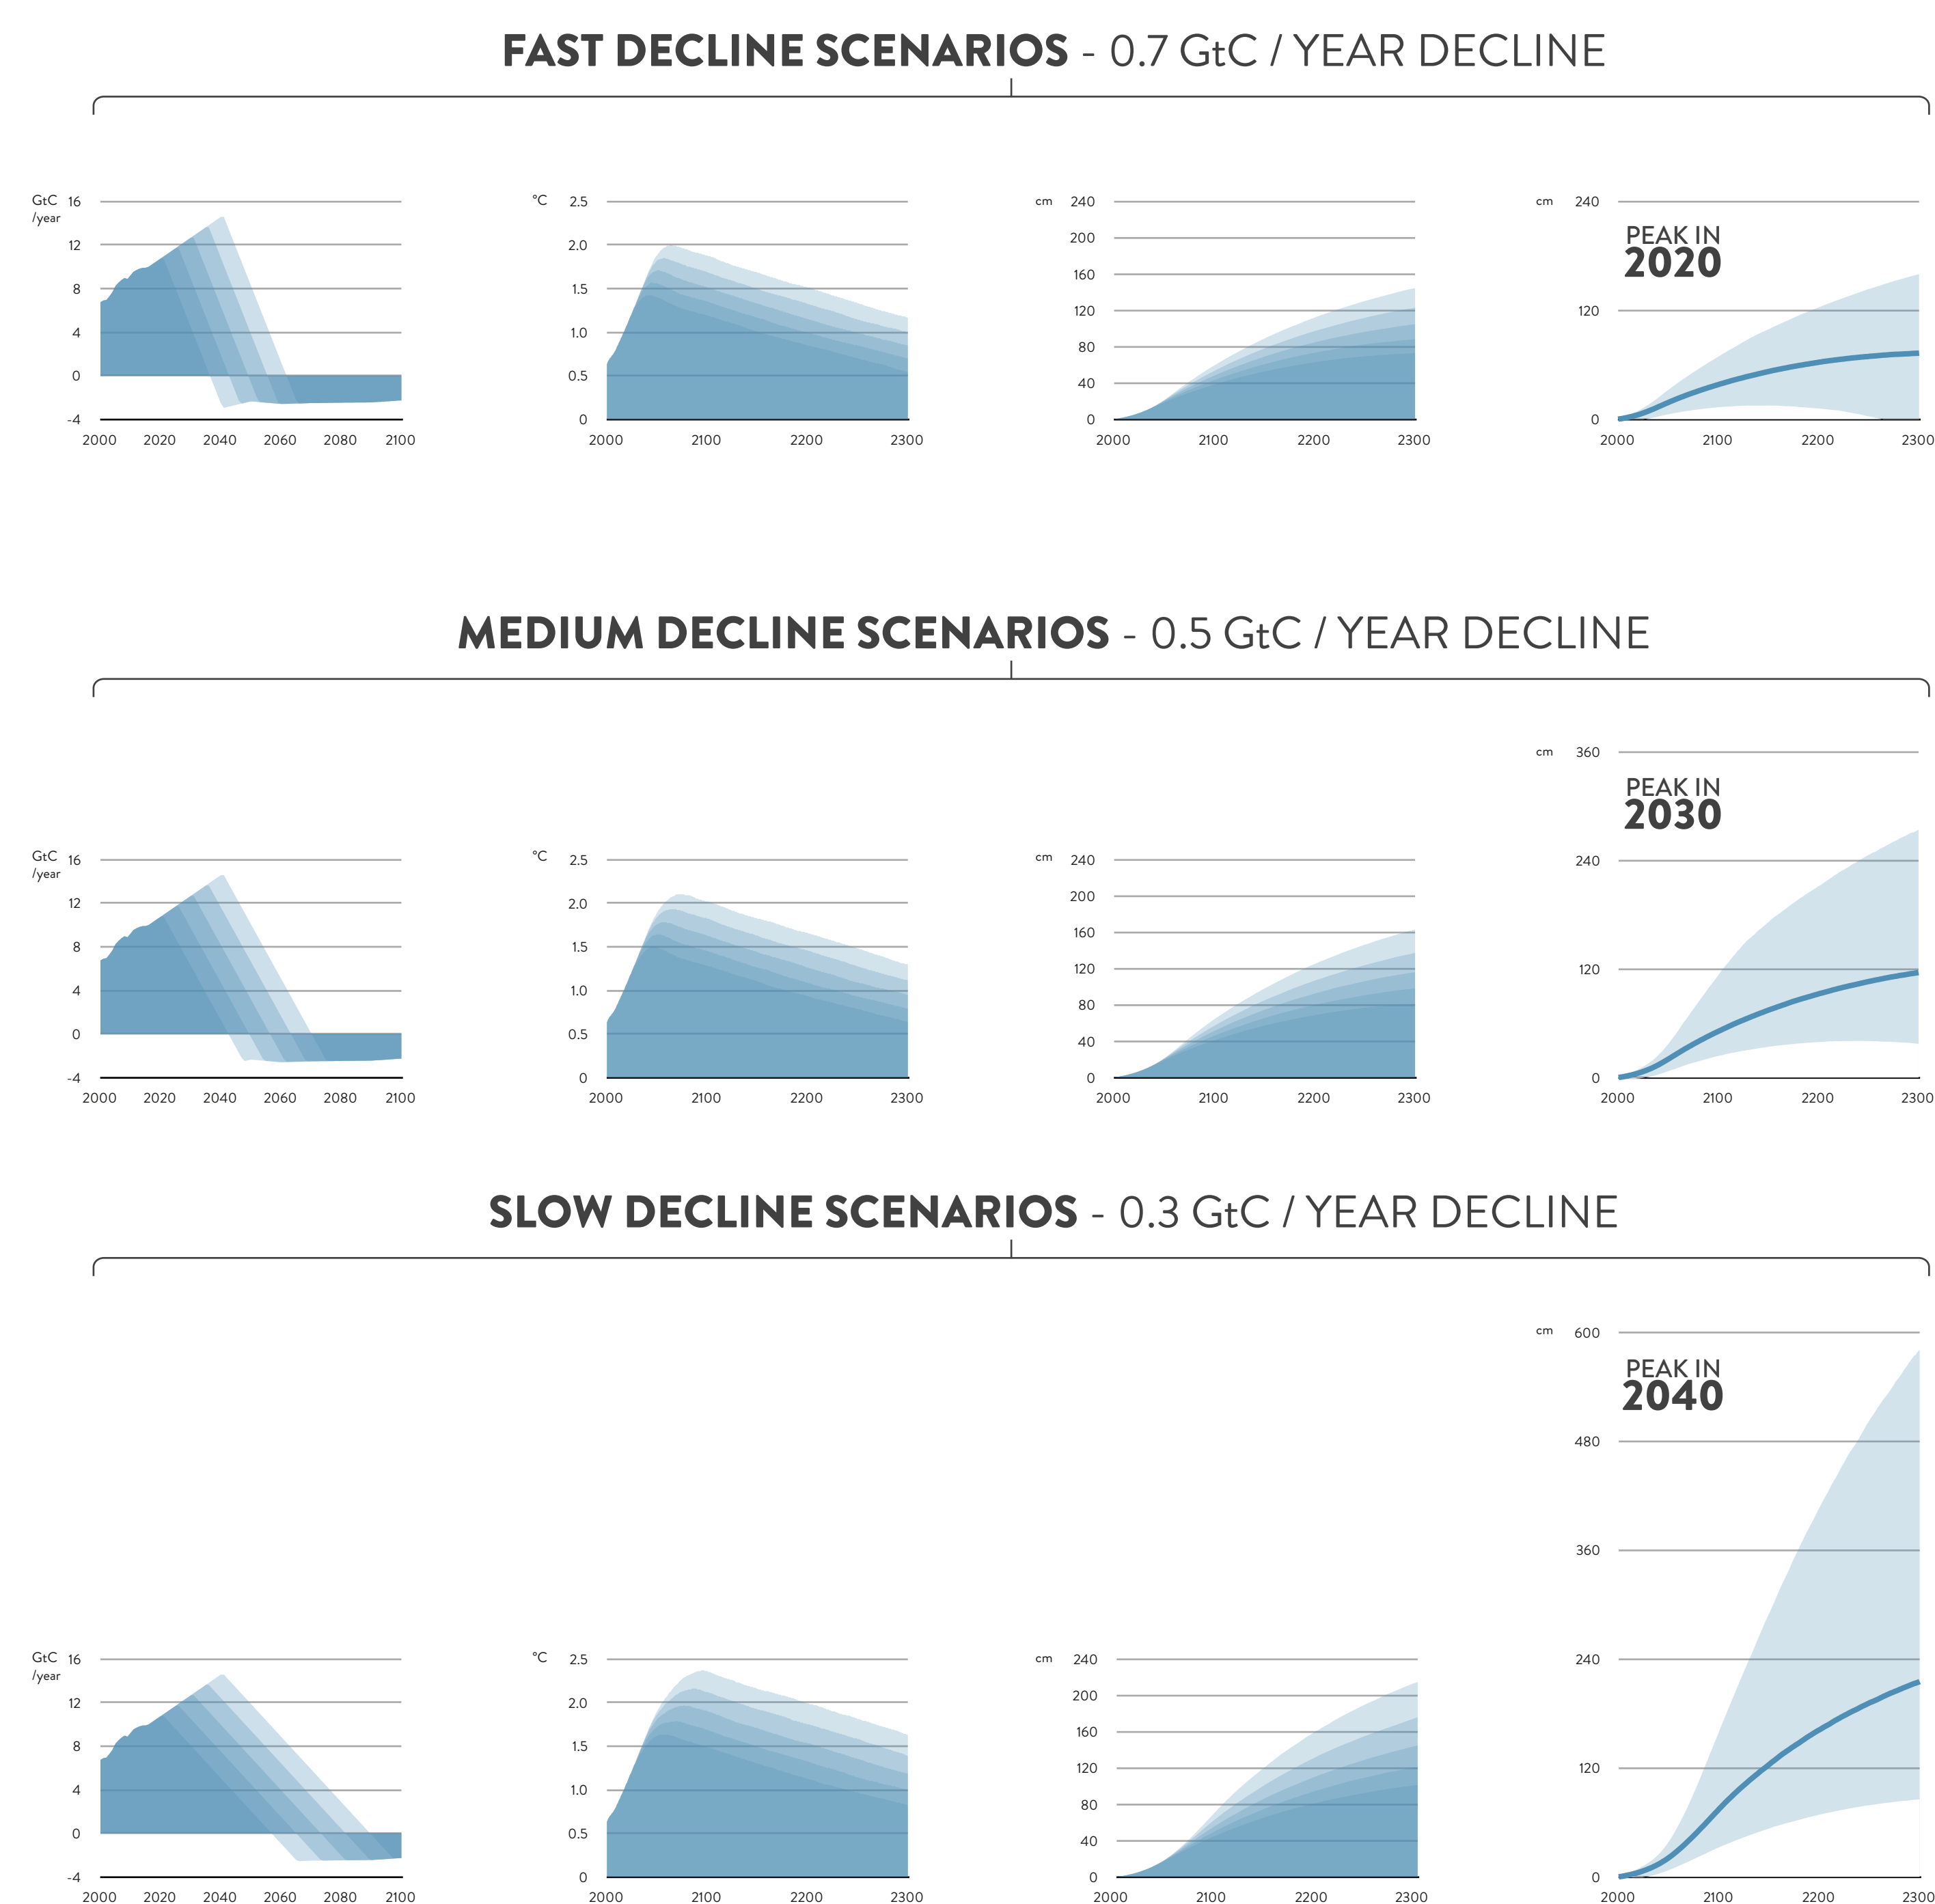 FAST DECLINE SCENARIOS - 0.7 GtC / YEAR DECLINE
GtC /year
16
12
8
4
0
-4
2000 2020 2040 2060 2080 2100
°C
2.5
2.0
1.5
1.0
0.5
0
2000 2100 2200 2300
cm
240
200
160
120
80
40
0
2000 2100 2200 2300
cm
240
PEAK IN
2020
120
0
2000 2100 2200 2300
MEDIUM DECLINE SCENARIOS - 0.5 GtC / YEAR DECLINE
GtC /year
16
12
8
4
0
-4
2000 2020 2040 2060 2080 2100
°C
2.5
2.0
1.5
1.0
0.5
0
2000 2100 2200 2300
cm
240
200
160
120
80
40
0
2000 2100 2200 2300
cm
360
PEAK IN
2030
240
120
0
2000 2100 2200 2300
SLOW DECLINE SCENARIOS - 0.3 GtC / YEAR DECLINE
GtC /year
16
12
8
4
0
-4
2000 2020 2040 2060 2080 2100
°C
2.5
2.0
1.5
1.0
0.5
0
2000 2100 2200 2300
cm
240
200
160
120
80
40
0
2000 2100 2200 2300
cm
600
PEAK IN
2040
480
360
240
120
0
2000 2100 2200 2300